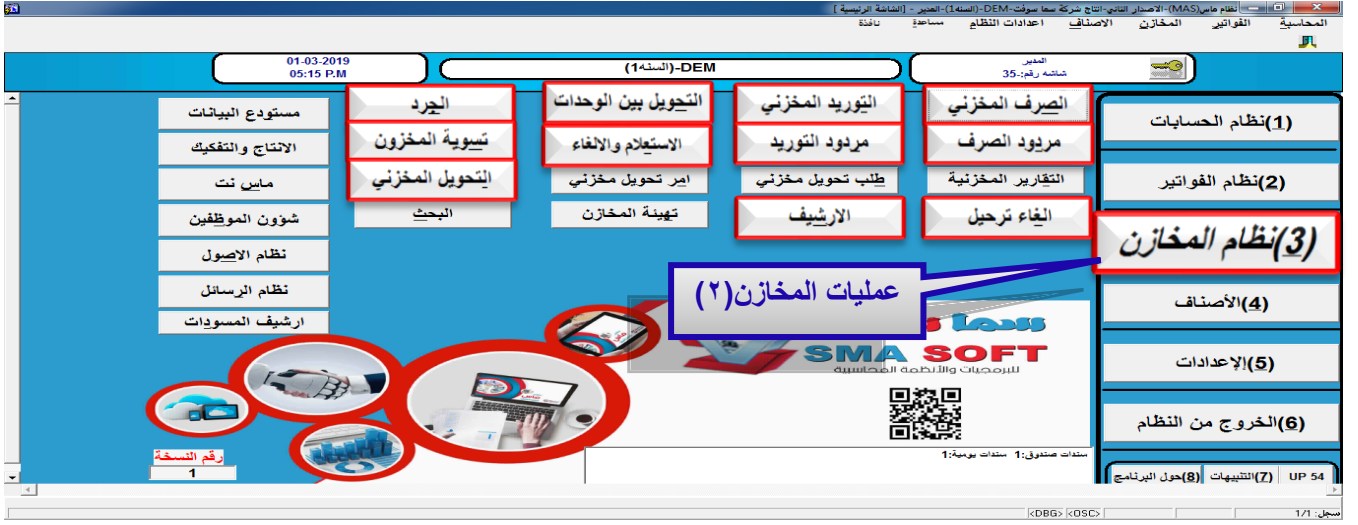 نظام ماس(MAS)-الاصدار الثاني-انتاج شركة سما سوفت-DEM-(السنة1)-المدير - [الشاشة الرئيسية ]
المحاسبة الفواتير المخازن الاصناف اعدادات النظام مساعدة نافذة
المدير
شاشه رقم:-35
DEM-(السنة1)
01-03-2019
05:15 P.M
(1)نظام الحسابات
(2)نظام الفواتير
(3)نظام المخازن
(4)الأصناف
(5)الإعدادات
(6)الخروج من النظام
UP 54 (7)التنبيهات (8)حول البرنامج
الصرف المخزني التوريد المخزني التحويل بين الوحدات الجرد
مردود الصرف مردود التوريد الاستعلام والالغاء تسوية المخزون
التقارير المخزنية طلب تحويل مخزني امر تحويل مخزني التحويل المخزني
الغاء ترحيل الارشيف تهيئة المخازن البحث
مستودع البيانات
الانتاج والتفكيك
ماس نت
شؤون الموظفين
نظام الاصول
نظام الرسائل
ارشيف المسودات
عمليات المخازن(٢)
سما
SMA SOFT
للبرمجيات والأنظمة المحاسبية
سندات صندوق:1 سندات يومية:1
رقم النسخة
1
سجل: 1/1 <OSC> <DBG>